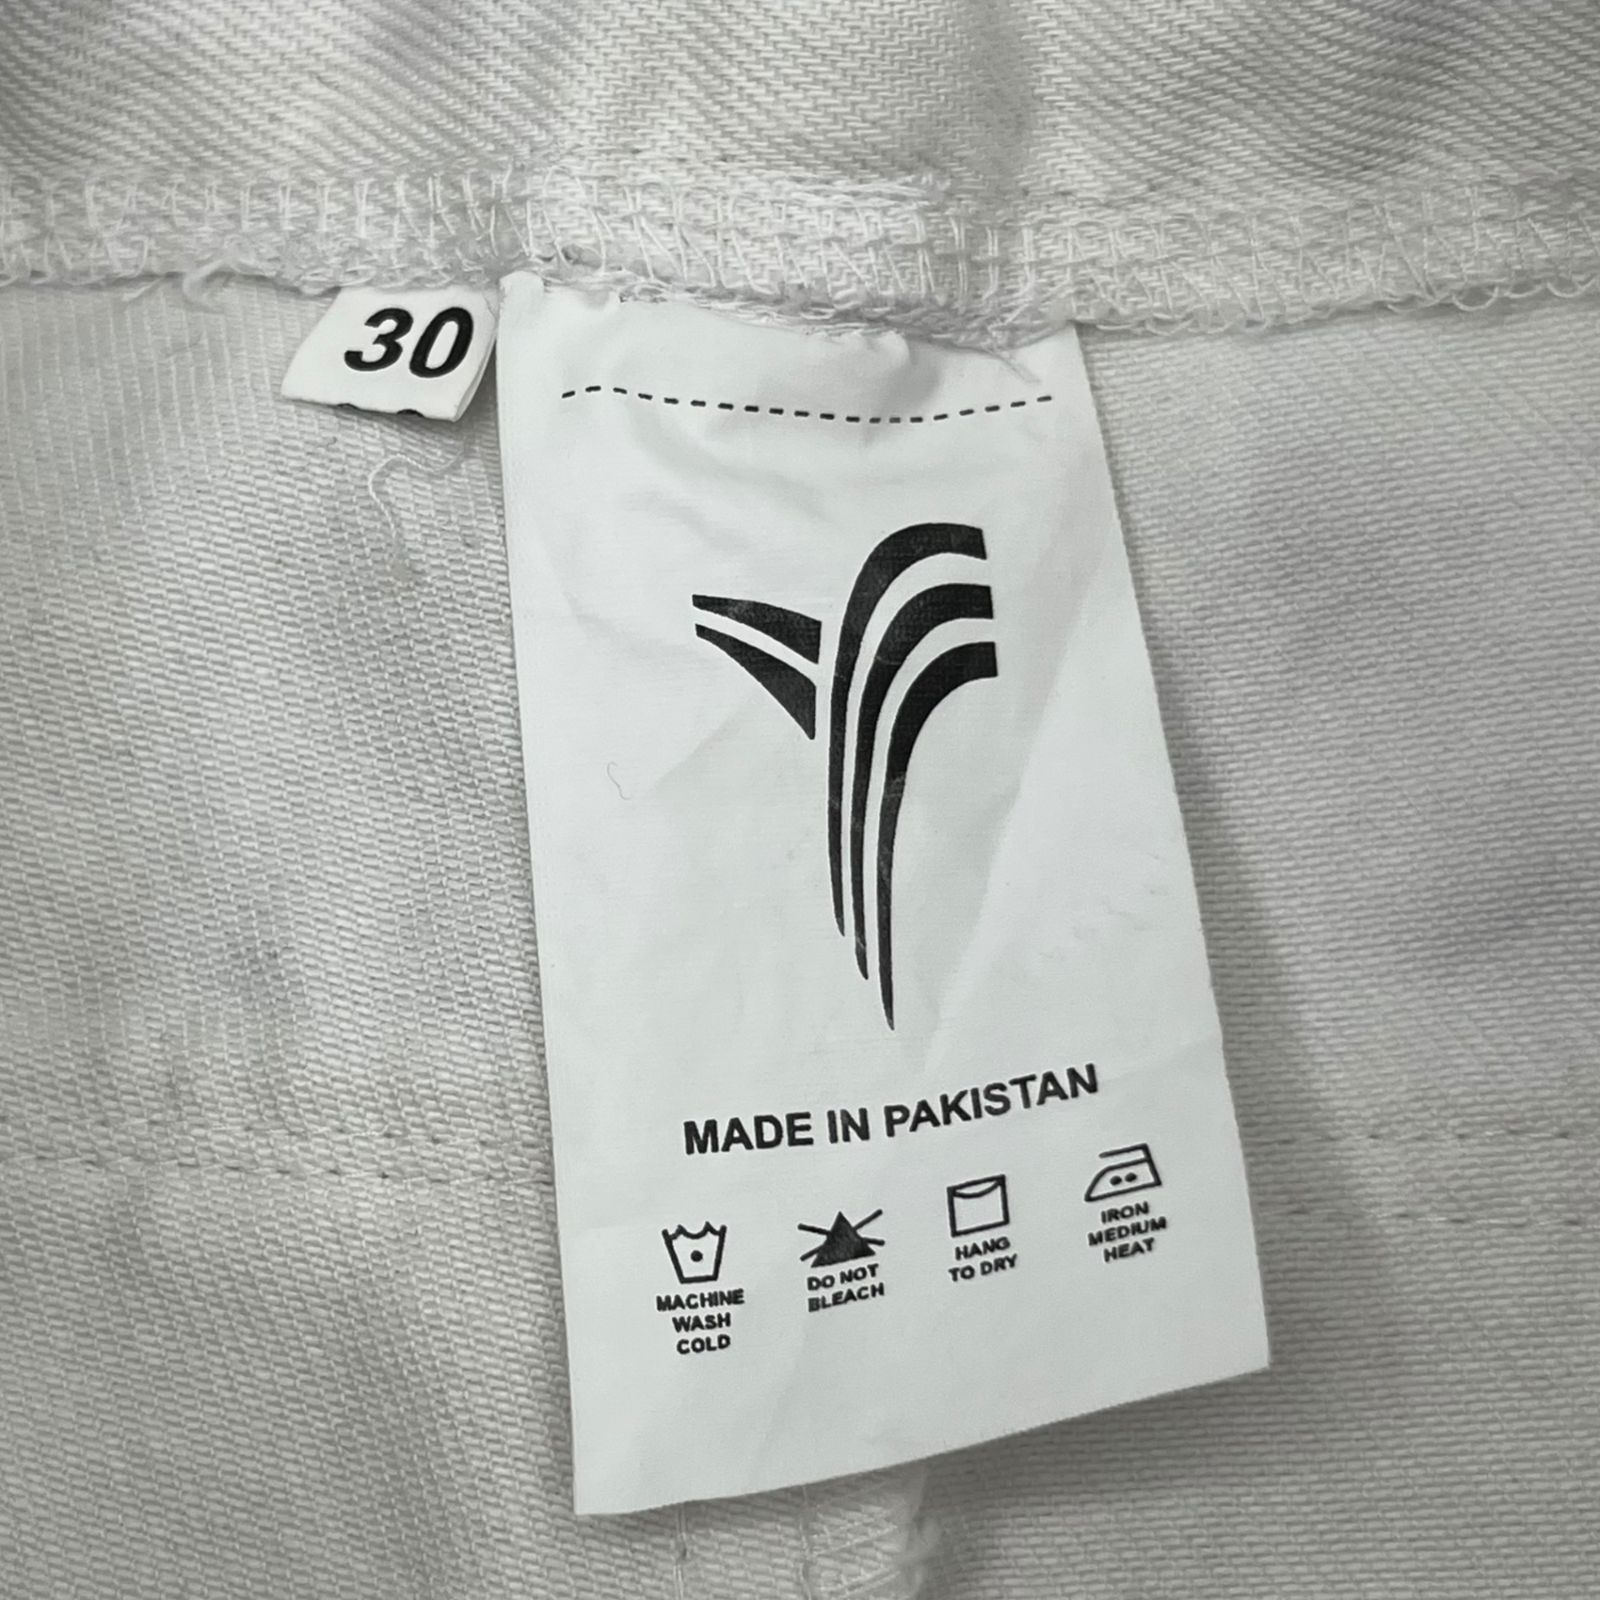 30
MADE IN PAKISTAN
MACHINE
WASH
COLD
DO NOT
BLEACH
HANG
TO DRY
IRON
MEDIUM
HEAT